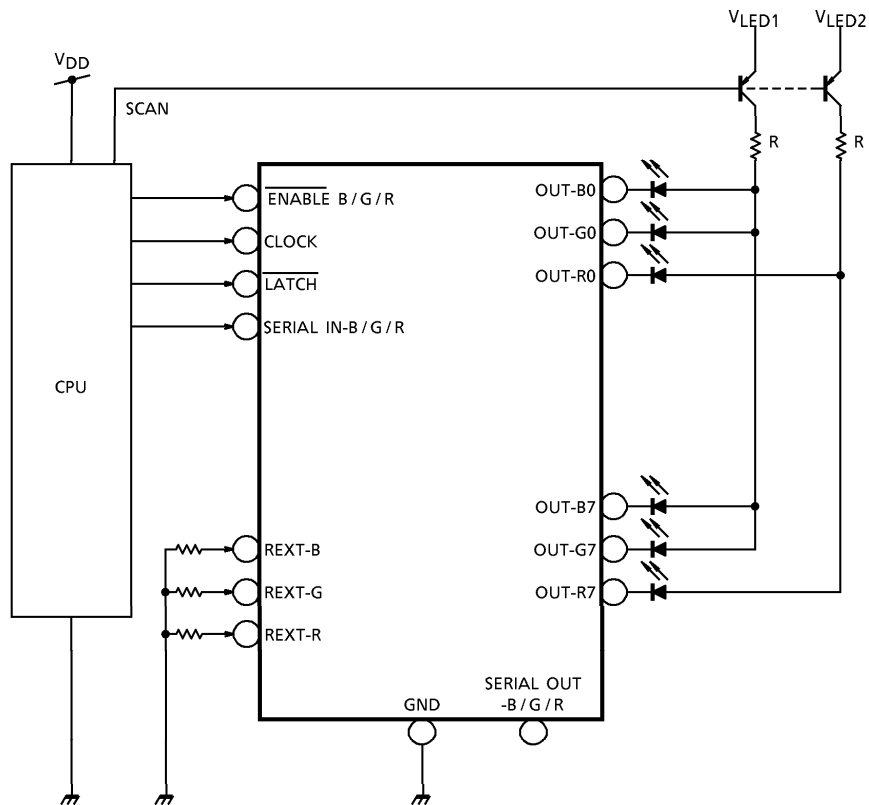 VLED1
VLED2
VDD
SCAN
R
R
ENABLE B/G/R
OUT-B0
CLOCK
OUT-G0
LATCH
OUT-R0
SERIAL IN-B/G/R
CPU
OUT-B7
REXT-B
OUT-G7
REXT-G
OUT-R7
REXT-R
SERIAL OUT
-B/G/R
GND